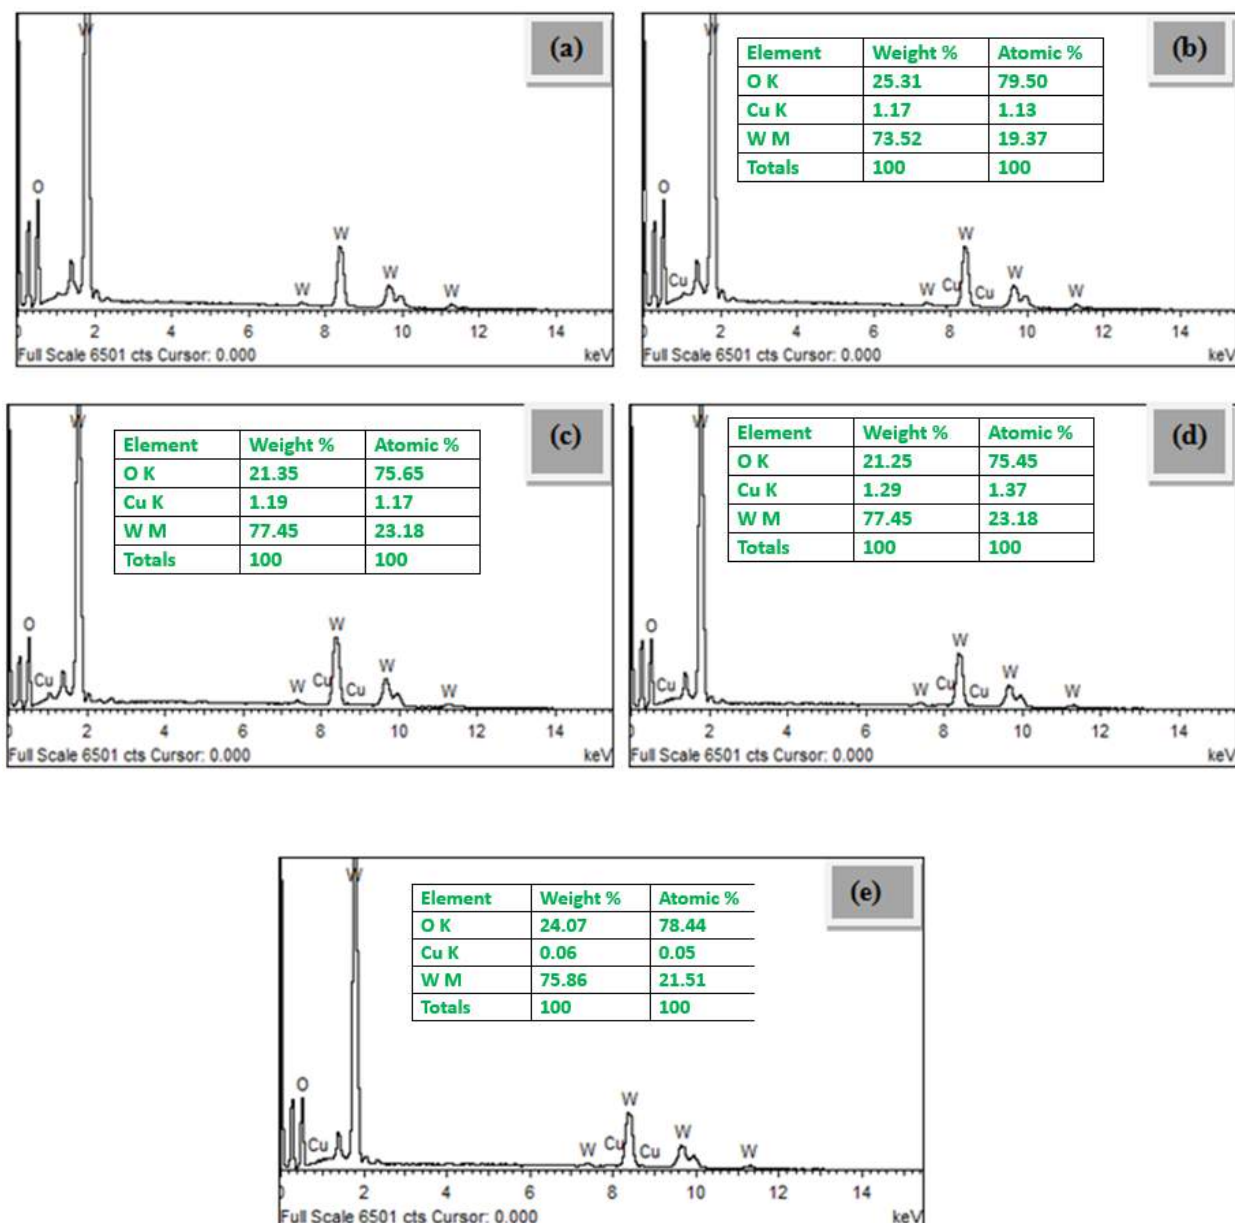 W
(a)
O
W
W
W
W
2 4 6 8 10 12 14
Full Scale 6501 cts Cursor: 0.000 keV
W
(b)
Element Weight % Atomic %
O K 25.31 79.50
Cu K 1.17 1.13
W M 73.52 19.37
Totals 100 100
O
W
Cu W Cu Cu W W
0 2 4 6 8 10 12 14
Full Scale 6501 cts Cursor: 0.000 keV
W
(c)
Element Weight % Atomic %
O K 21.35 75.65
Cu K 1.19 1.17
W M 77.45 23.18
Totals 100 100
O W
W
Cu W Cu Cu W
0 2 4 6 8 10 12 14
Full Scale 6501 cts Cursor: 0.000 keV
W
(d)
Element Weight % Atomic %
O K 21.25 75.45
Cu K 1.29 1.37
W M 77.45 23.18
Totals 100 100
O W
W
Cu W Cu Cu W
0 2 4 6 8 10 12 14
Full Scale 6501 cts Cursor: 0.000 keV
W
(e)
Element Weight % Atomic %
O K 24.07 78.44
Cu K 0.06 0.05
W M 75.86 21.51
Totals 100 100
O W
W
Cu W Cu Cu W
2 4 6 8 10 12 14
Full Scale 6501 cts Cursor: 0.000 keV